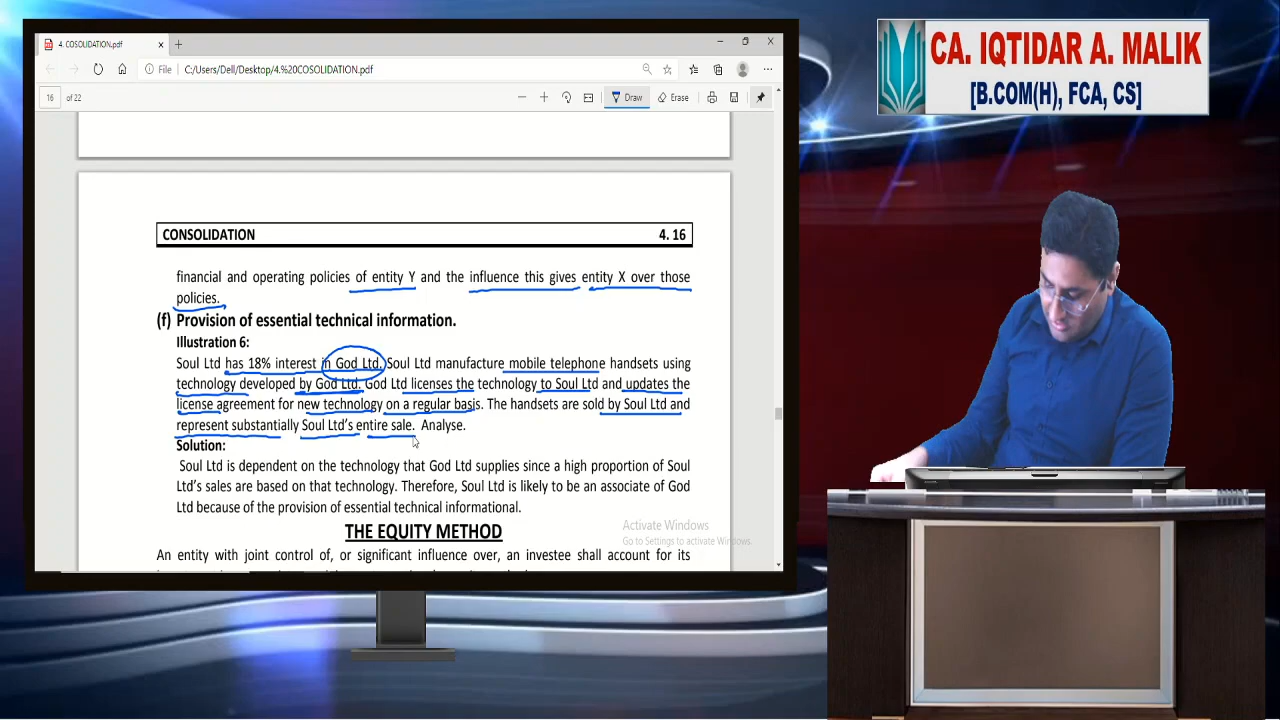 4. COSOLIDATION.pdf
File
C:/Users/Dell/Desktop/4.%20COSOLIDATION.pdf
16 of 22
Draw
Erase
CONSOLIDATION 4. 16
financial and operating policies of entity Y and the influence this gives entity X over those
policies.
(f) Provision of essential technical information.
Illustration 6:
Soul Ltd has 18% interest in God Ltd. Soul Ltd manufacture mobile telephone handsets using
technology developed by God Ltd. God Ltd licenses the technology to Soul Ltd and updates the
license agreement for new technology on a regular basis. The handsets are sold by Soul Ltd and
represent substantially Soul Ltd's entire sale. Analyse.
Solution:
Soul Ltd is dependent on the technology that God Ltd supplies since a high proportion of Soul
Ltd's sales are based on that technology. Therefore, Soul Ltd is likely to be an associate of God
Ltd because of the provision of essential technical informational.
THE EQUITY METHOD
An entity with joint control of, or significant influence over, an investee shall account for its
Activate Windows
Go to Settings to activate Windows.
CA. IQTIDAR A. MALIK
[B.COM(H), FCA, CS]